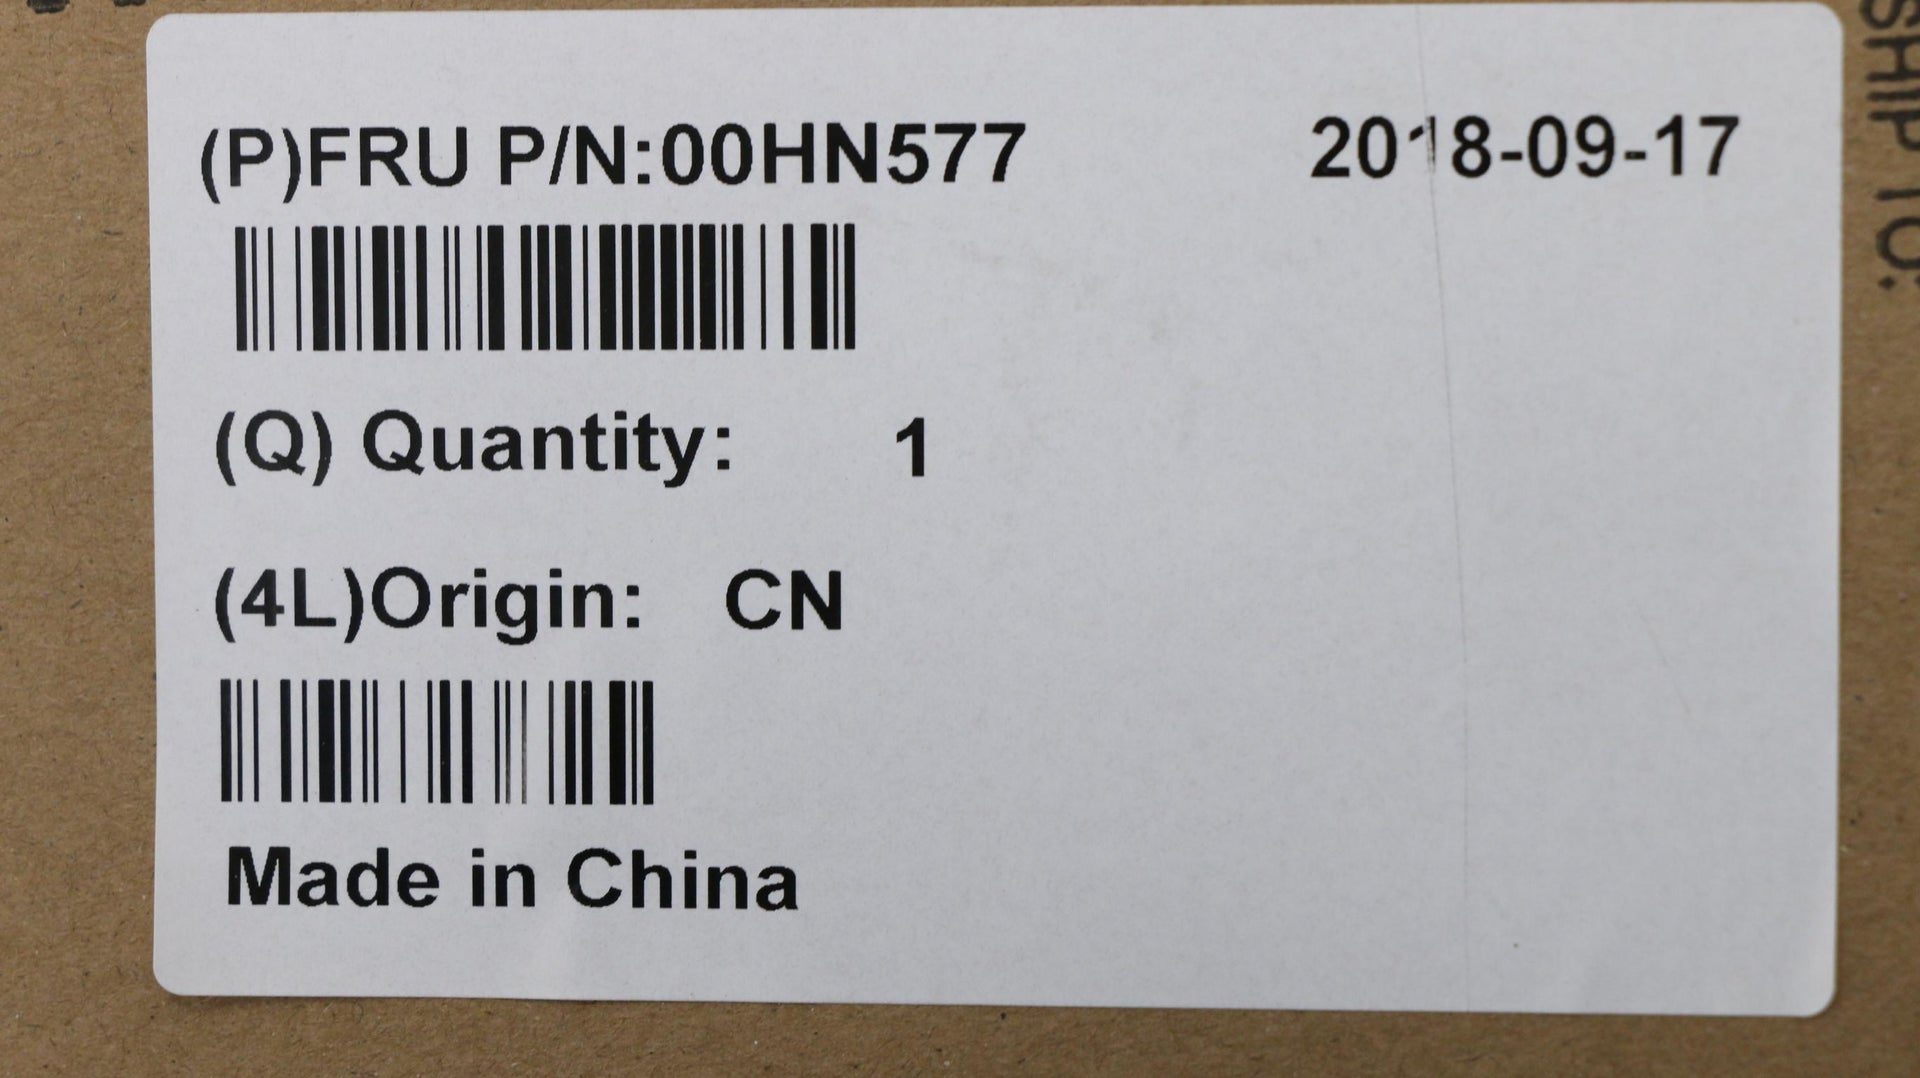 (P)FRU P/N:00HN577 2018-09-17
(Q) Quantity: 1
(4L)Origin: CN
Made in China
SHIP TO: